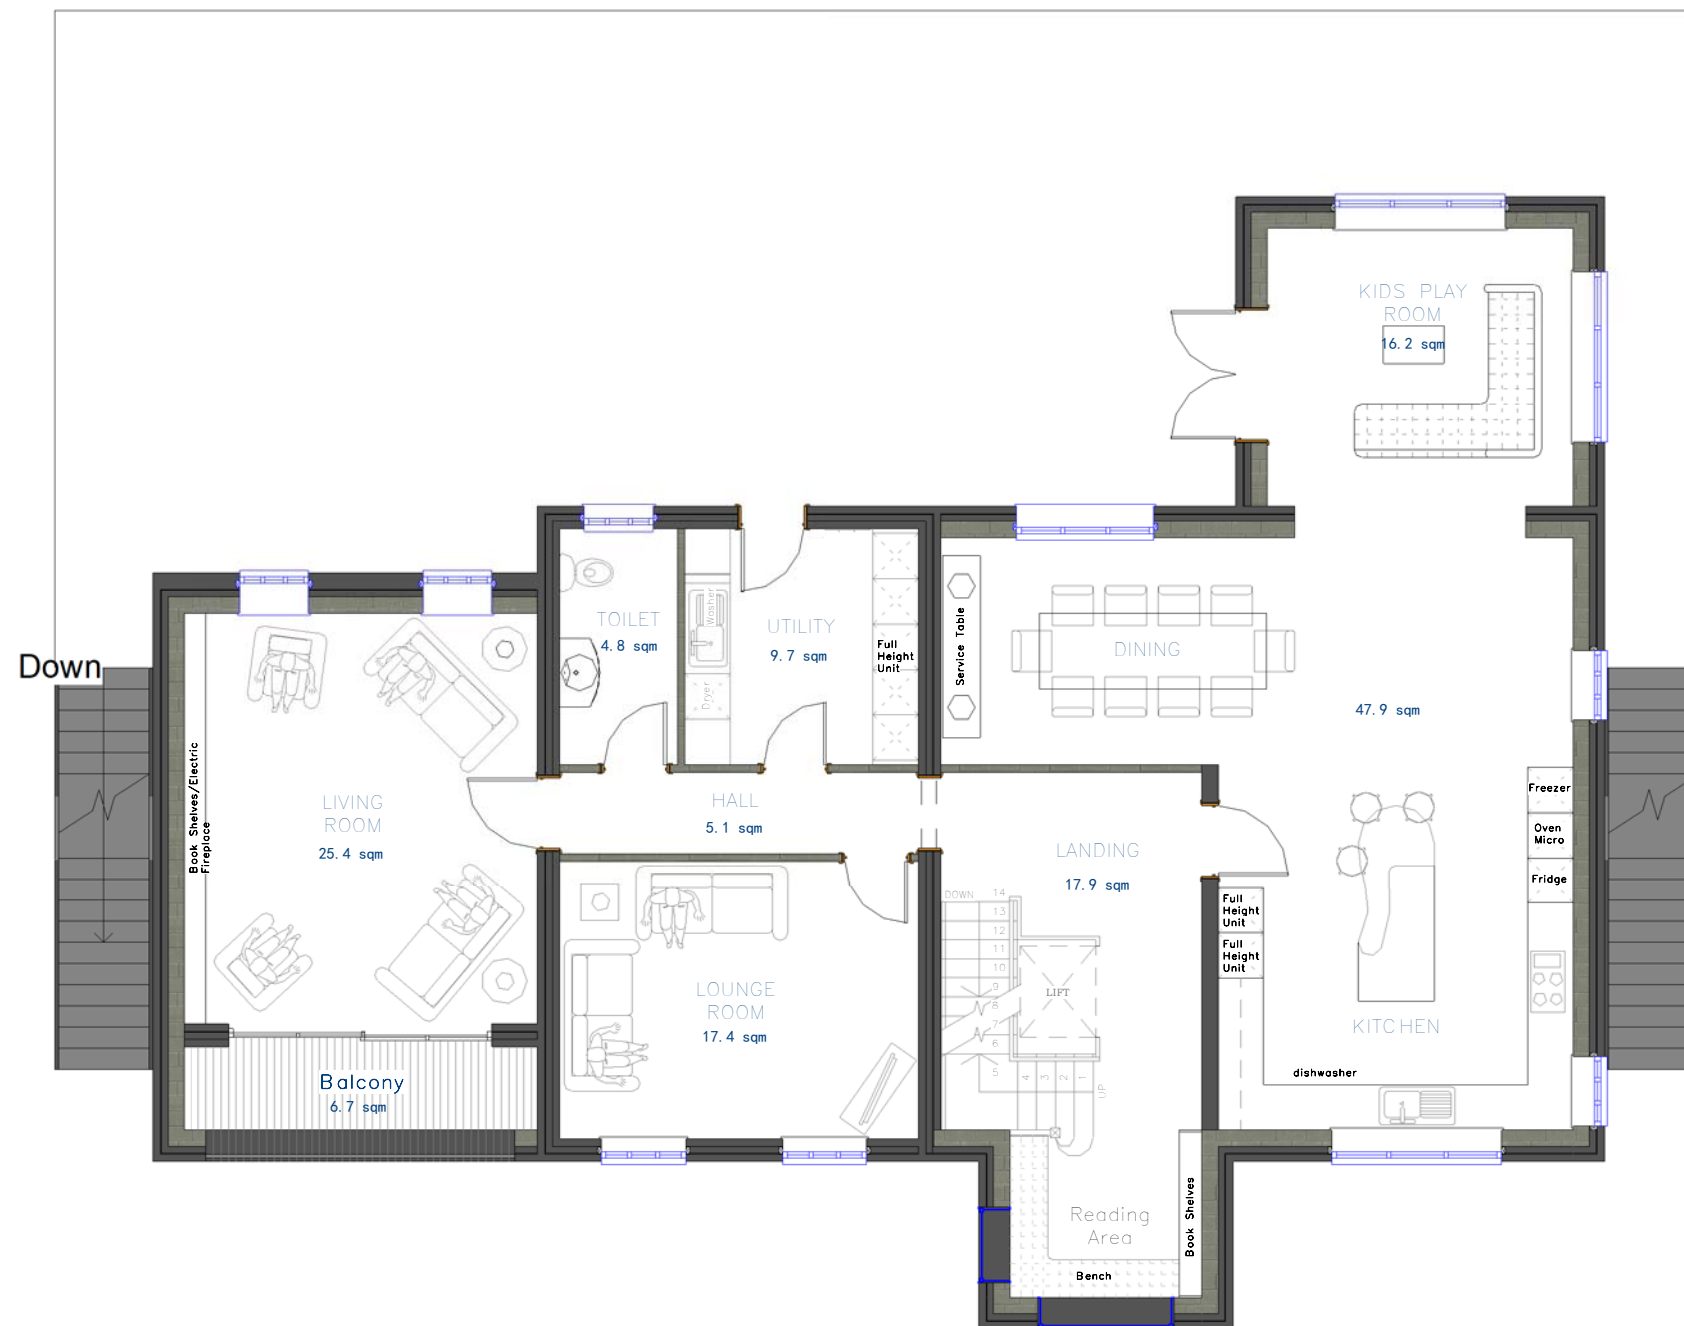 KIDS PLAY
ROOM
16.2 sqm
Down
TOILET
4.8 sqm
Washer
Dryer
UTILITY
9.7 sqm
Full
Height
Unit
Service Table
DINING
47.9 sqm
Book Shelves/Electric
Fireplace
LIVING
ROOM
25.4 sqm
HALL
5.1 sqm
LANDING
17.9 sqm
Freezer
Oven
Micro
Fridge
Full
Height
Unit
Full
Height
Unit
DOWN
14
13
12
11
10
9
8
7
6
5
4
3
2
1
UP
LIFT
LOUNGE
ROOM
17.4 sqm
KITCHEN
dishwasher
Balcony
6.7 sqm
Reading
Area
Book Shelves
Bench